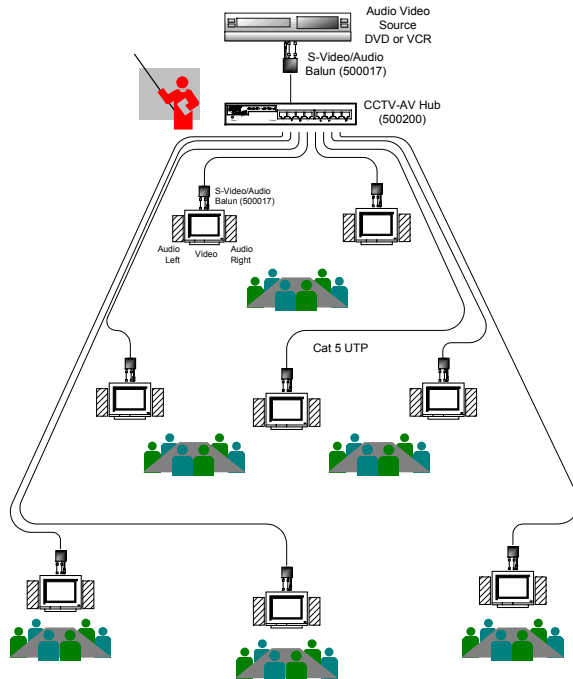 Audio Video
Source
DVD or VCR
S-Video/Audio
Balun (500017)
CCTV-AV Hub
(500200)
S-Video/Audio
Balun (500017)
Audio
Left
Video
Audio
Right
Cat 5 UTP